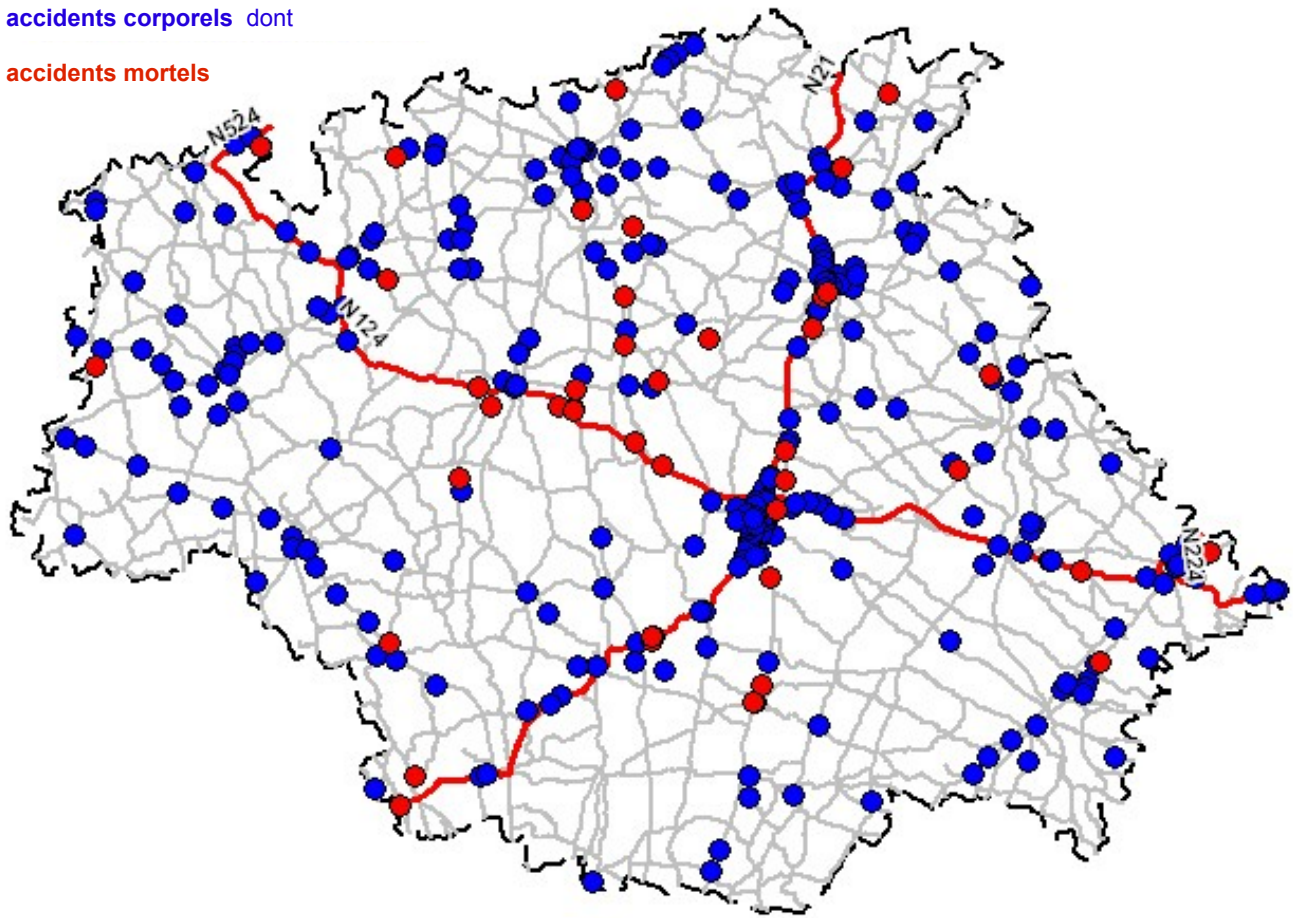 accidents corporels dont
accidents mortels
N21
N524
N124
N224